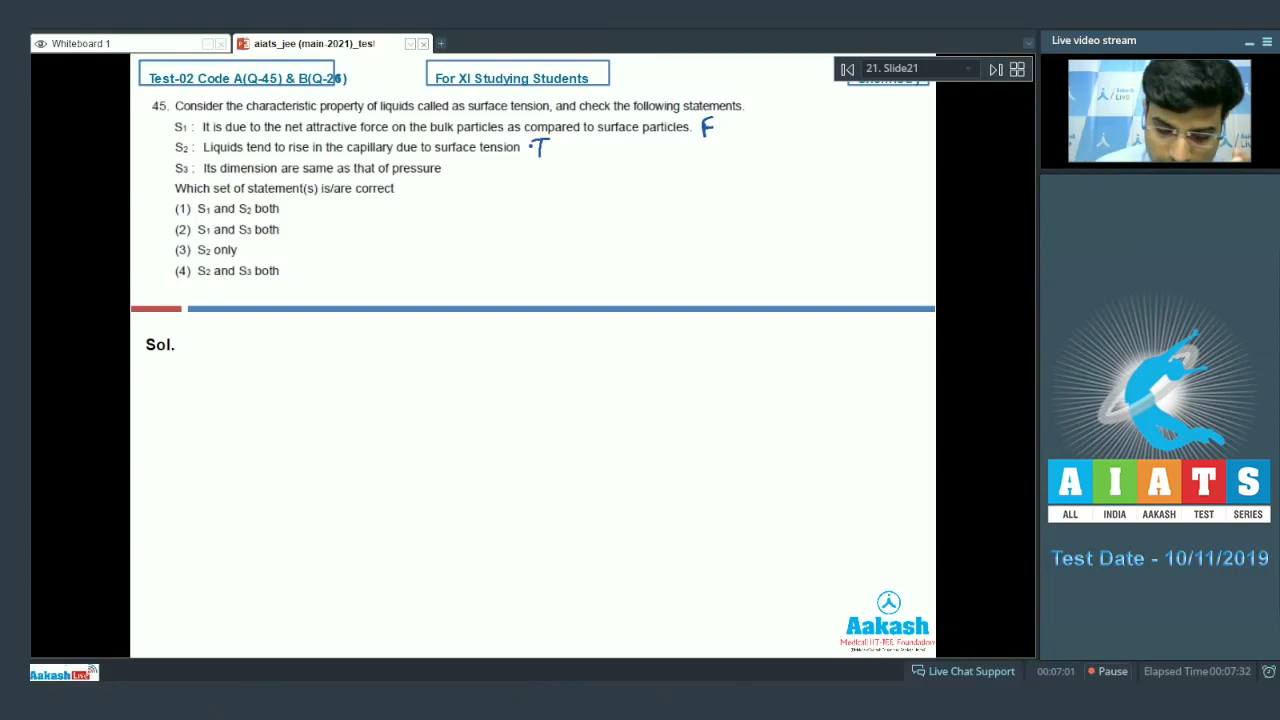 Whiteboard 1
aiats_jee (main-2021)_test
Live video stream
Test-02 Code A(Q-45) & B(Q-26)
For XI Studying Students
21. Slide21
45. Consider the characteristic property of liquids called as surface tension, and check the following statements.
S1 : It is due to the net attractive force on the bulk particles as compared to surface particles. F
S2 : Liquids tend to rise in the capillary due to surface tension .T
S3 : Its dimension are same as that of pressure
Which set of statement(s) is/are correct
(1) S1 and S2 both
(2) S1 and S3 both
(3) S2 only
(4) S2 and S3 both
Sol.
Aakash
Medical IIT-JEE Foundations
AIATS
ALL INDIA AAKASH TEST SERIES
Test Date - 10/11/2019
Aakash Live
Live Chat Support
00:07:01
Pause
Elapsed Time 00:07:32